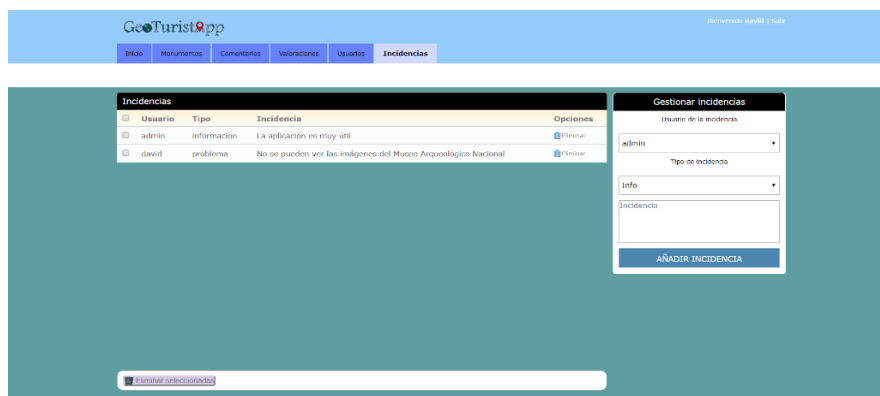 GeoTuristApp
Bienvenido david | Salir
Inicio Monumentos Comentarios Valoraciones Usuarios Incidencias
Incidencias
Usuario Tipo Incidencia Opciones
admin informacion La aplicación es muy útil Eliminar
david problema No se pueden ver las imágenes del Museo Arqueológico Nacional Eliminar
Gestionar incidencias
Usuario de la incidencia
admin
Tipo de incidencia
Info
Incidencia
AÑADIR INCIDENCIA
Eliminar seleccionadas